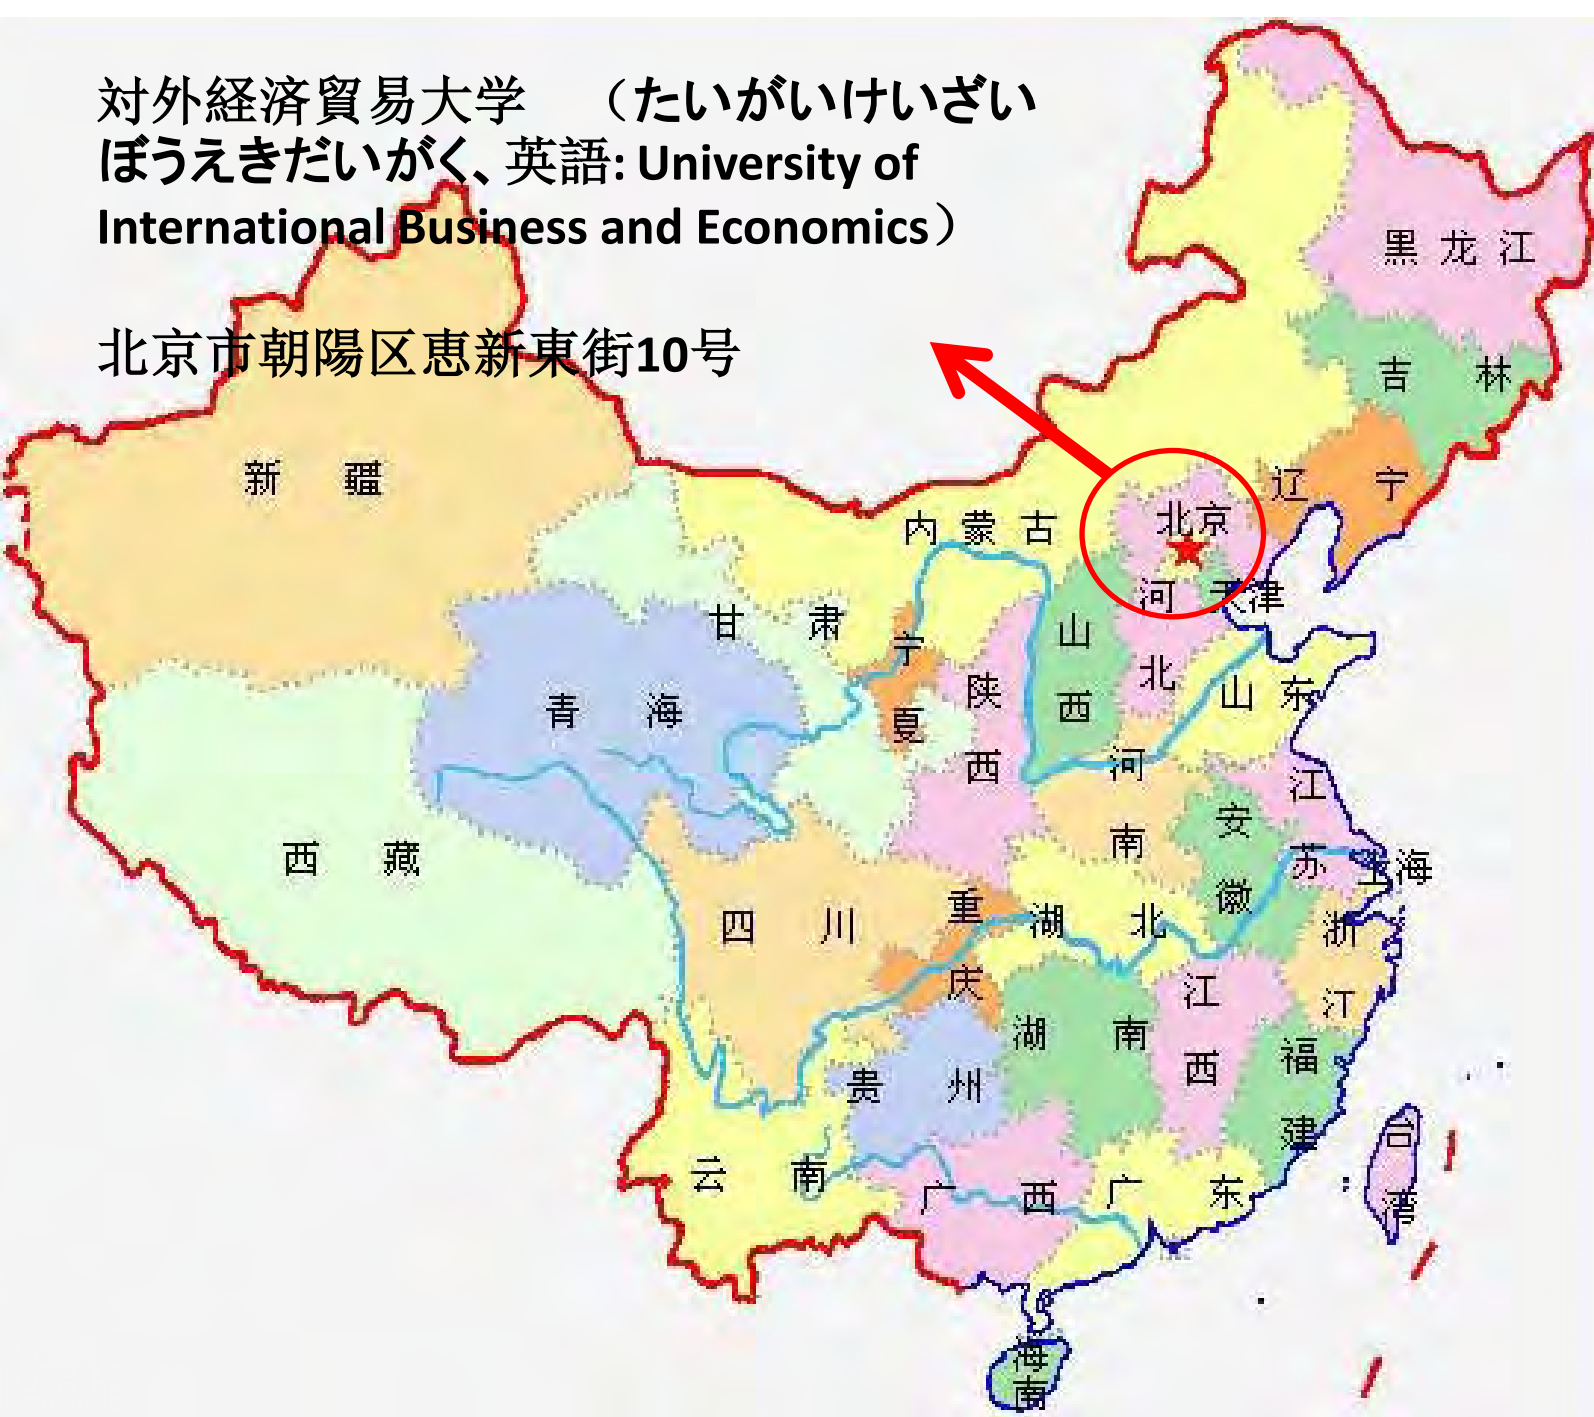 対外経済貿易大学　（たいがいけいざい
ぼうえきだいがく、英語: University of
International Business and Economics）
北京市朝陽区恵新東街10号
黑龙江
吉林
辽宁
新疆
内蒙古
北京
天津
河北
甘肃
宁夏
山西
陕西
青海
山东
河南
江苏
安徽
上海
西藏
四川
重庆
湖北
浙江
江西
湖南
贵州
福建
台湾
云南
广西
广东
海南